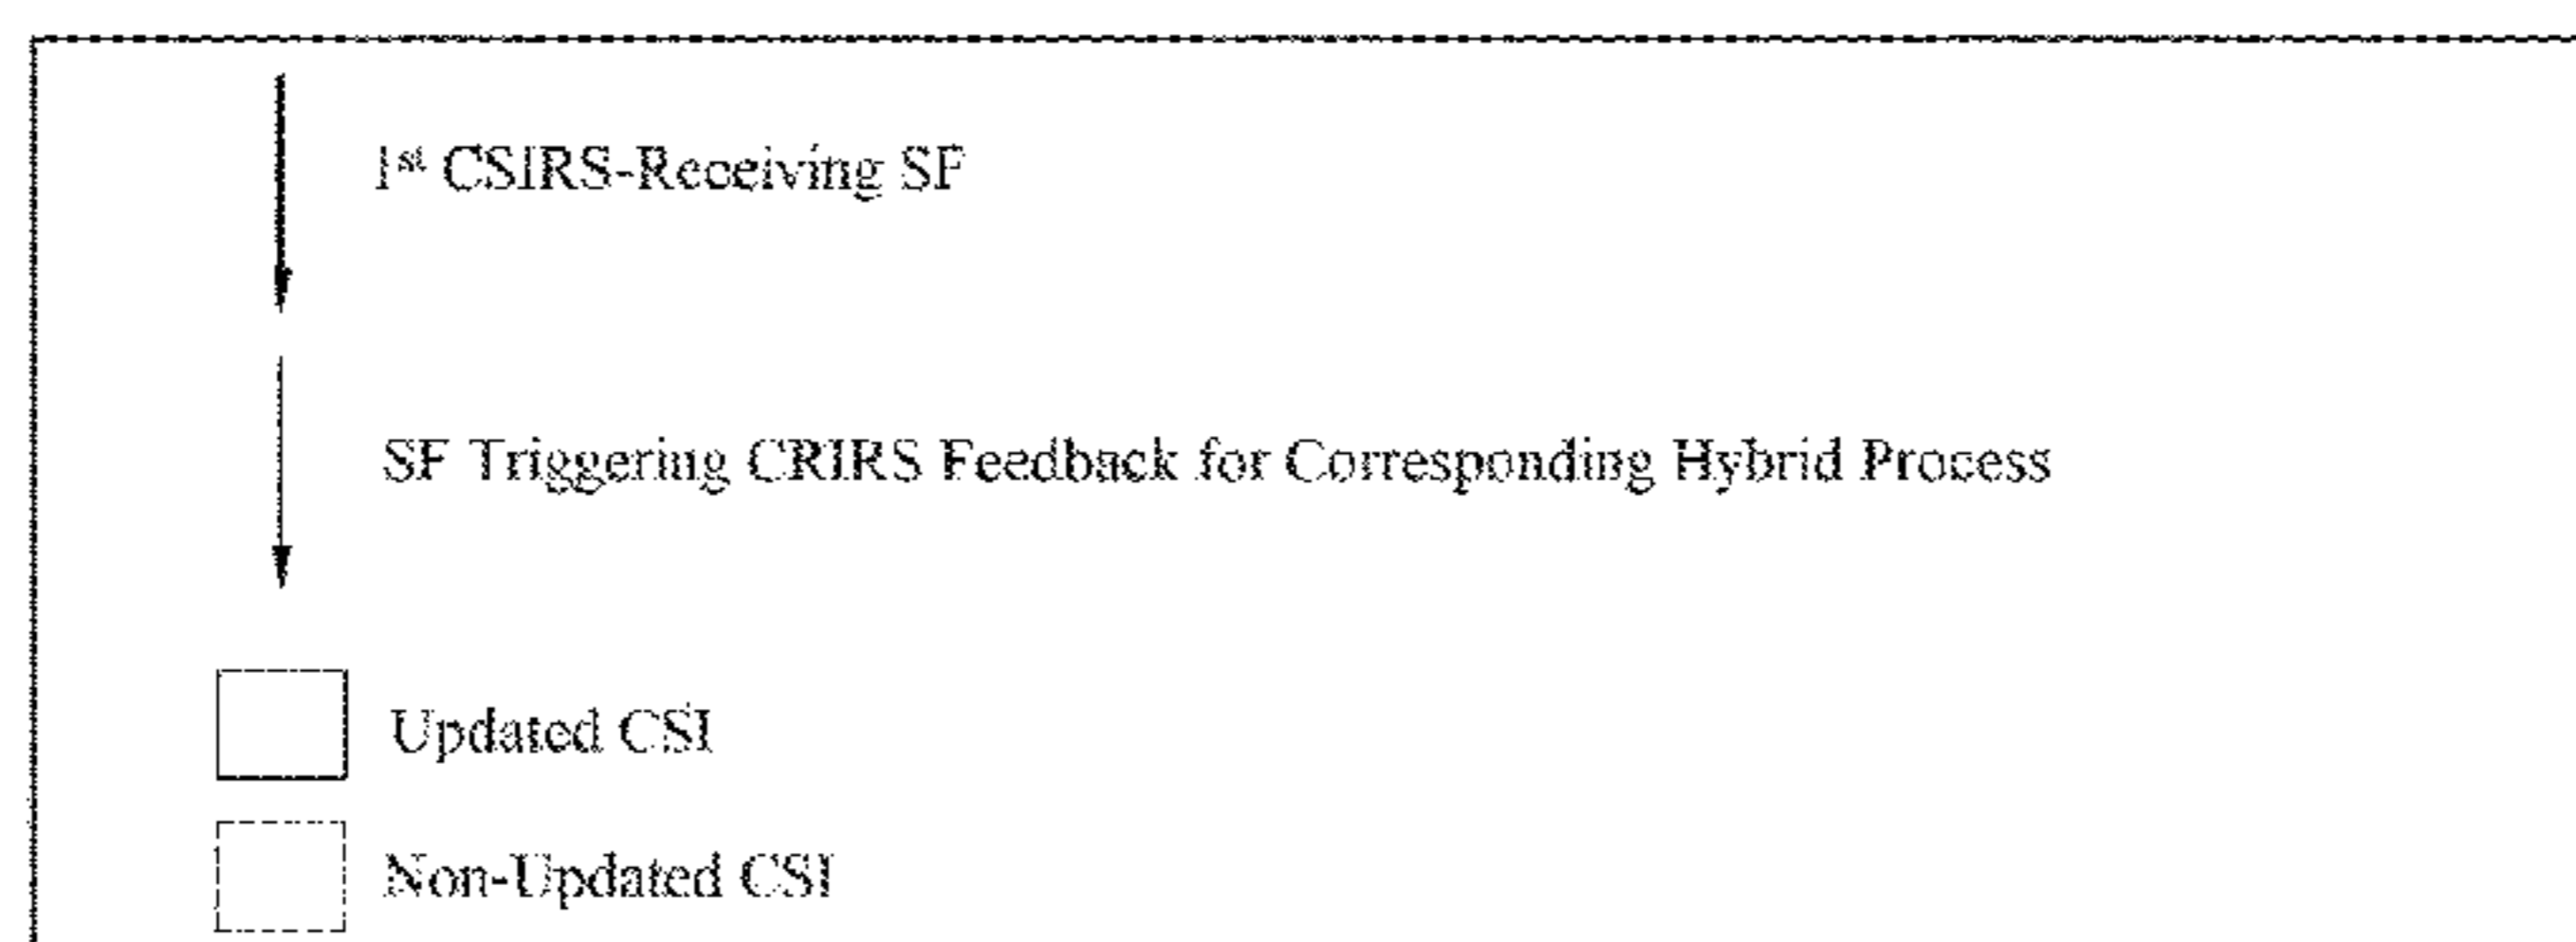 1st CSIRS-Receiving SF
SF Triggering CRIRS Feedback for Corresponding Hybrid Process
Updated CSI
Non-Updated CSI